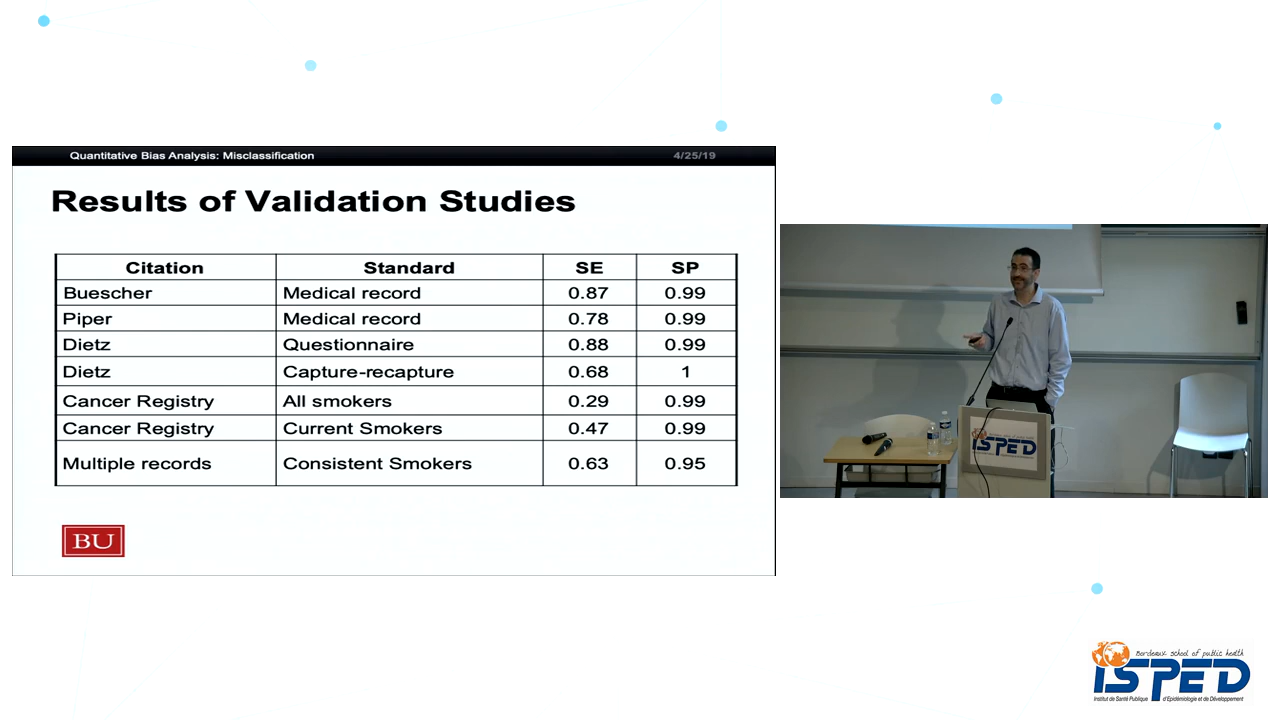 Quantitative Bias Analysis: Misclassification 4/25/19
Results of Validation Studies
Citation Standard SE SP
Buescher Medical record 0.87 0.99
Piper Medical record 0.78 0.99
Dietz Questionnaire 0.88 0.99
Dietz Capture-recapture 0.68 1
Cancer Registry All smokers 0.29 0.99
Cancer Registry Current Smokers 0.47 0.99
Multiple records Consistent Smokers 0.63 0.95
BU
ISPED
Bordeaux school of public health
ISPED
Institut de Santé Publique d'Epidémiologie et de Développement